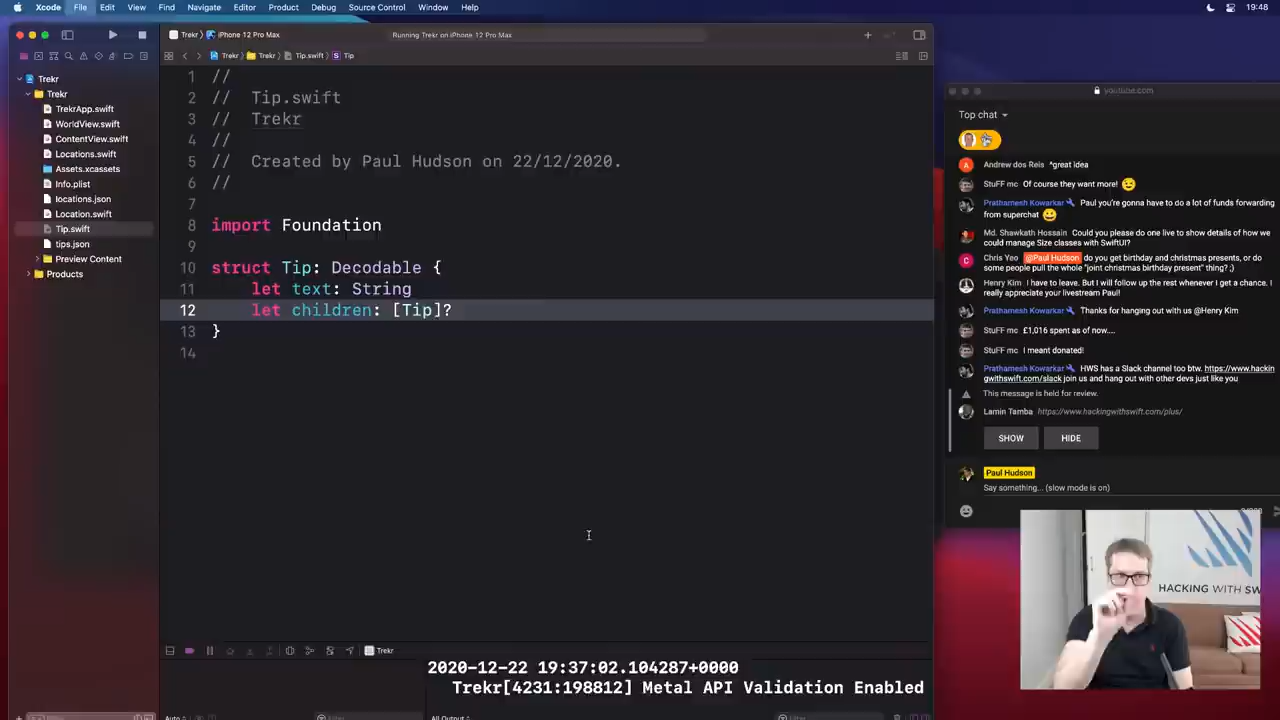 Xcode File Edit View Find Navigate Editor Product Debug Source Control Window Help 19:48
Trekr iPhone 12 Pro Max Running Trekr on iPhone 12 Pro Max
Trekr Trekr Tip.swift Tip
Trekr
Trekr
TrekrApp.swift
WorldView.swift
ContentView.swift
Locations.swift
Assets.xcassets
Info.plist
locations.json
Location.swift
Tip.swift
tips.json
Preview Content
Products
1 //
2 // Tip.swift
3 // Trekr
4 //
5 // Created by Paul Hudson on 22/12/2020.
6 //
7
8 import Foundation
9
10 struct Tip: Decodable {
11 let text: String
12 let children: [Tip]?
13 }
14
Trekr
2020-12-22 19:37:02.104287+0000
Trekr[4231:198812] Metal API Validation Enabled
Auto Filter All Output Filter
youtube.com
Top chat
Andrew dos Reis *great idea
StuFF mc Of course they want more! 😉
Prathamesh Kowarkar Paul you're gonna have to do a lot of funds forwarding
from superchat 😀
Md. Shawkath Hossain Could you please do one live to show details of how we
could manage Size classes with SwiftUI?
Chris Yeo @Paul Hudson do you get birthday and christmas presents, or do
some people pull the whole "joint christmas birthday present" thing? ;)
Henry Kim I have to leave. But I will follow up the rest whenever I get a chance. I
really appreciate your livestream Paul!
Prathamesh Kowarkar Thanks for hanging out with us @Henry Kim
StuFF mc £1,016 spent as of now....
StuFF mc I meant donated!
Prathamesh Kowarkar HWS has a Slack channel too btw. https://www.hackin
gwithswift.com/slack join us and hang out with other devs just like you
This message is held for review.
Lamin Tamba https://www.hackingwithswift.com/plus/
SHOW HIDE
Paul Hudson
Say something... (slow mode is on)
HACKING WITH SW